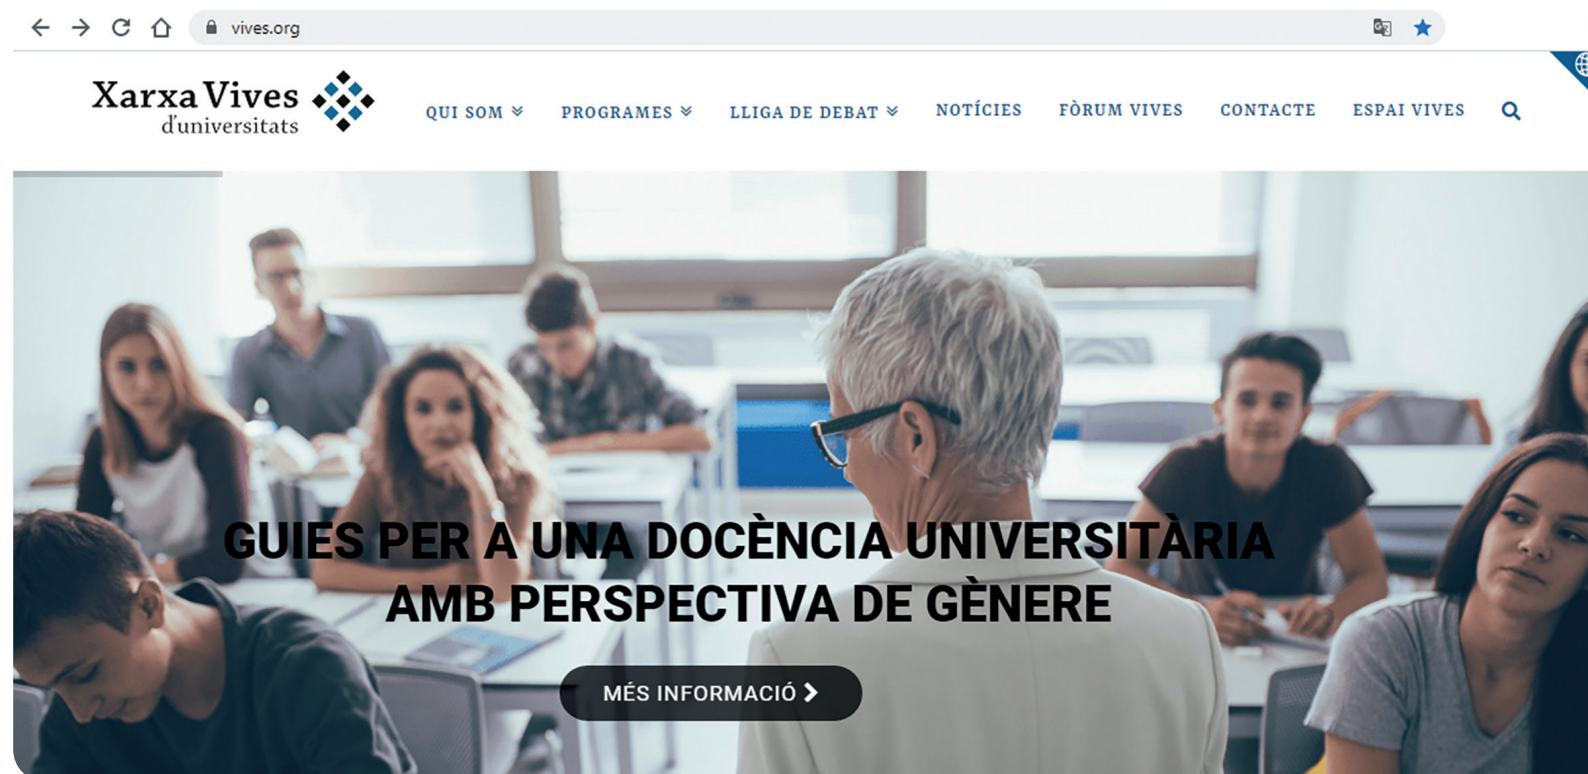 vives.org
Xarxa Vives
d'universitats
QUI SOM
PROGRAMES
LLIGA DE DEBAT
NOTÍCIES
FÒRUM VIVES
CONTACTE
ESPAI VIVES
GUIES PER A UNA DOCÈNCIA UNIVERSITÀRIA
AMB PERSPECTIVA DE GÈNERE
MÉS INFORMACIÓ